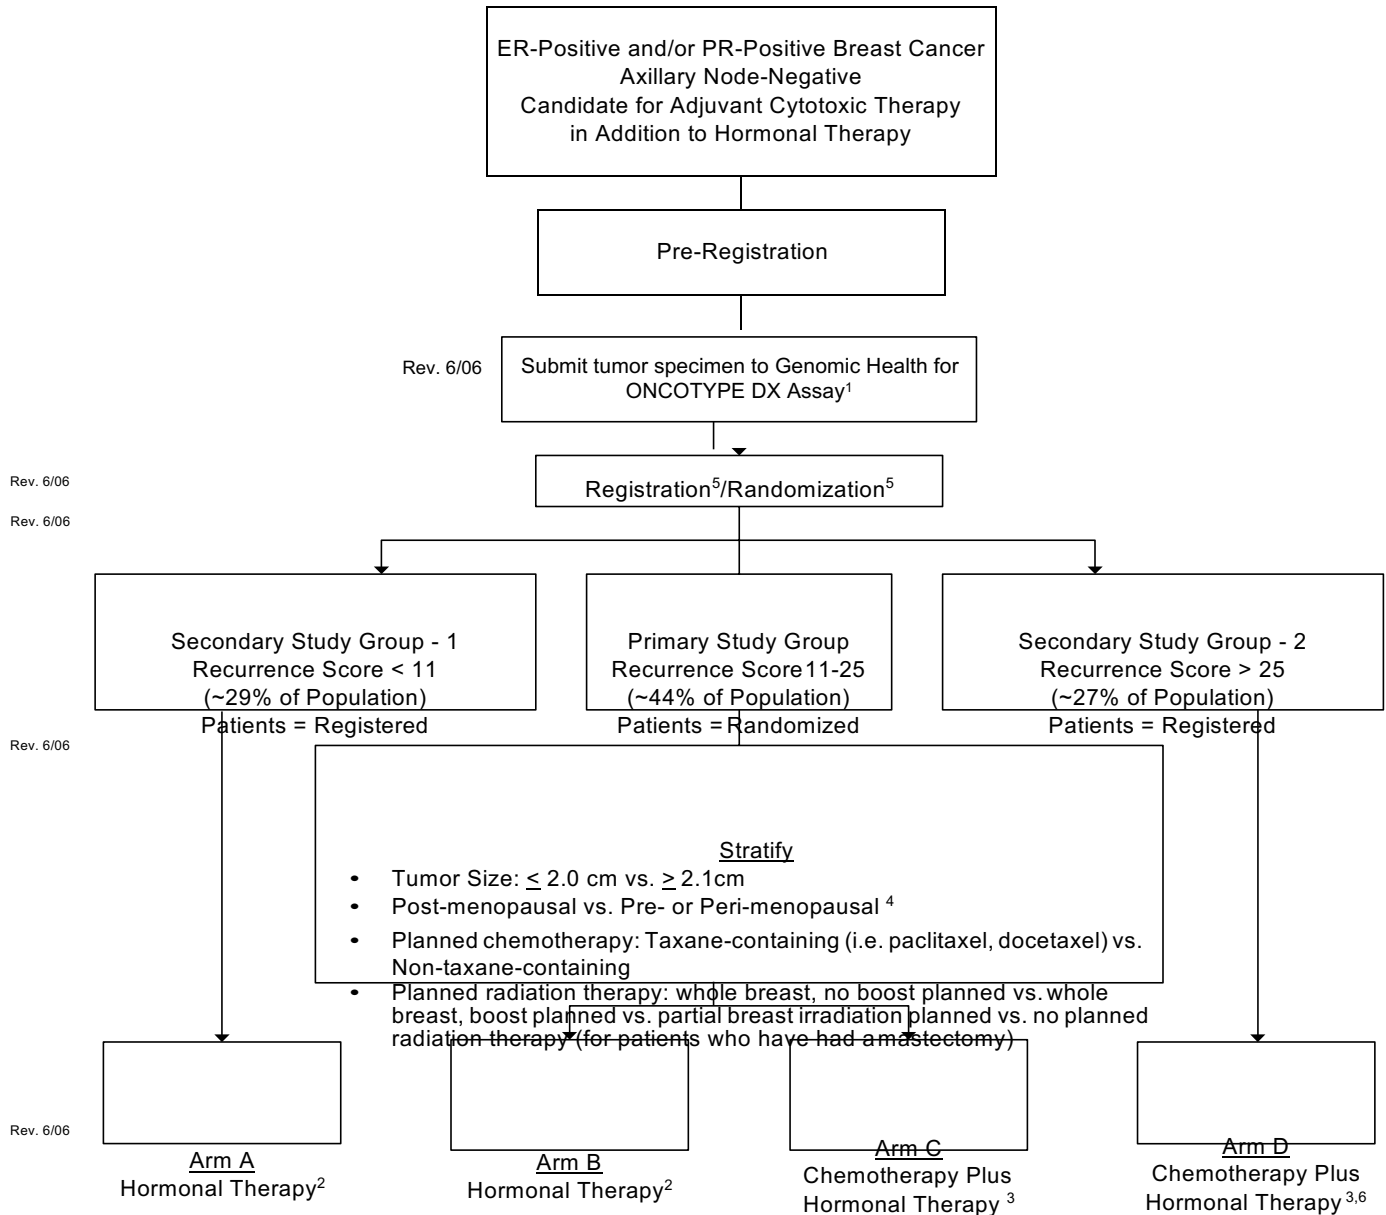 ER-Positive and/or PR-Positive Breast Cancer
Axillary Node-Negative
Candidate for Adjuvant Cytotoxic Therapy
in Addition to Hormonal Therapy
Pre-Registration
Rev. 6/06
Submit tumor specimen to Genomic Health for
ONCOTYPE DX Assay¹
Rev. 6/06
Registration⁵/Randomization⁵
Rev. 6/06
Secondary Study Group - 1
Recurrence Score < 11
(~29% of Population)
Patients = Registered
Primary Study Group
Recurrence Score 11-25
(~44% of Population)
Patients = Randomized
Secondary Study Group - 2
Recurrence Score > 25
(~27% of Population)
Patients = Registered
Rev. 6/06
Stratify
• Tumor Size: ≤ 2.0 cm vs. ≥ 2.1cm
• Post-menopausal vs. Pre- or Peri-menopausal ⁴
• Planned chemotherapy: Taxane-containing (i.e. paclitaxel, docetaxel) vs.
Non-taxane-containing
• Planned radiation therapy: whole breast, no boost planned vs. whole
breast, boost planned vs. partial breast irradiation planned vs. no planned
radiation therapy (for patients who have had a mastectomy)
Rev. 6/06
Arm A
Hormonal Therapy²
Arm B
Hormonal Therapy²
Arm C
Chemotherapy Plus
Hormonal Therapy ³
Arm D
Chemotherapy Plus
Hormonal Therapy ³,⁶